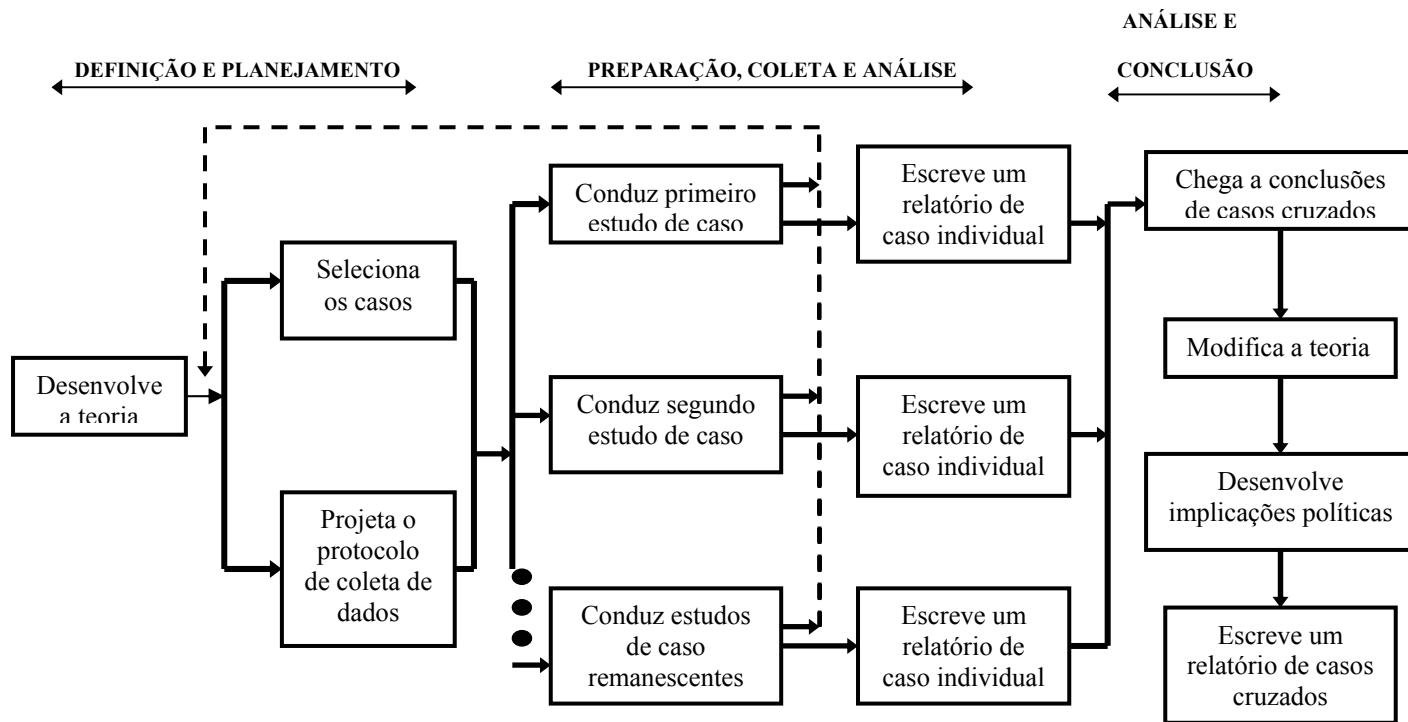 ANÁLISE E
CONCLUSÃO
DEFINIÇÃO E PLANEJAMENTO
PREPARAÇÃO, COLETA E ANÁLISE
Desenvolve
a teoria
Seleciona
os casos
Projeta o
protocolo
de coleta de
dados
Conduz primeiro
estudo de caso
Conduz segundo
estudo de caso
Conduz estudos
de caso
remanescentes
Escreve um
relatório de
caso individual
Escreve um
relatório de
caso individual
Escreve um
relatório de
caso individual
Chega a conclusões
de casos cruzados
Modifica a teoria
Desenvolve
implicações políticas
Escreve um
relatório de casos
cruzados